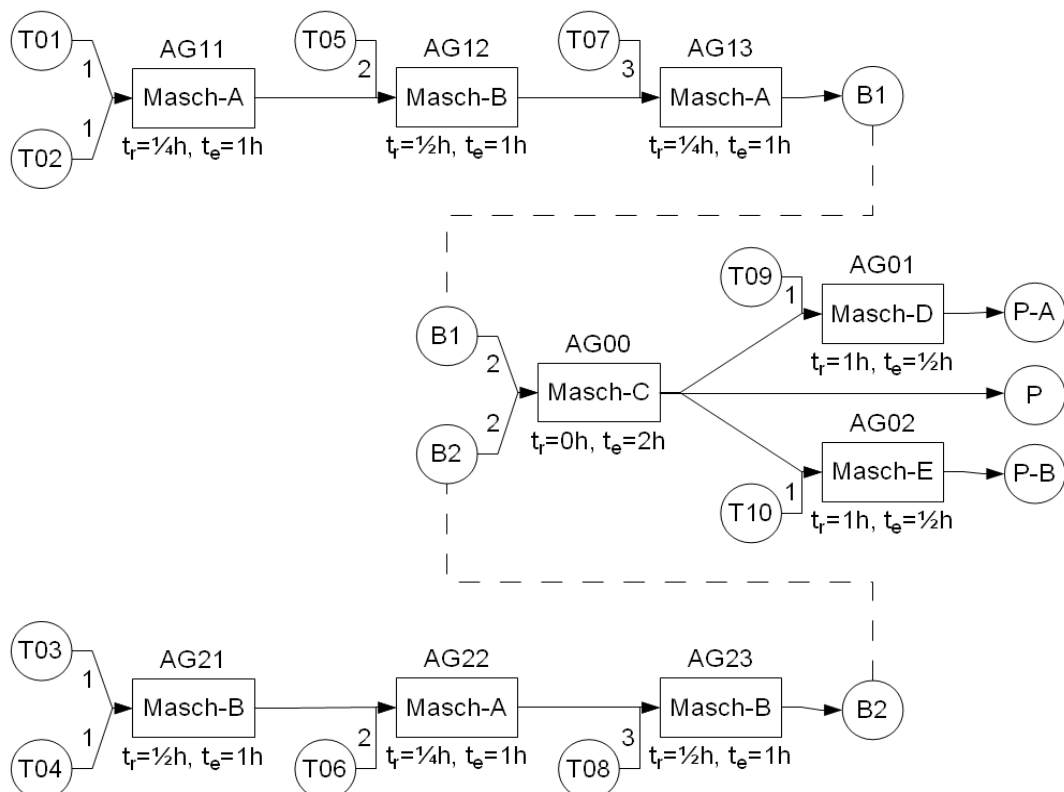 T01
T05
T07
AG11
AG12
AG13
1
2
3
Masch-A
Masch-B
Masch-A
B1
1
T02
tr=¼h, te=1h
tr=½h, te=1h
tr=¼h, te=1h
T09
AG01
1
Masch-D
P-A
B1
AG00
tr=1h, te=½h
2
Masch-C
P
2
AG02
B2
tr=0h, te=2h
Masch-E
P-B
1
T10
tr=1h, te=½h
T03
AG21
AG22
AG23
1
Masch-B
Masch-A
Masch-B
B2
1
2
3
T04
tr=½h, te=1h
T06
tr=¼h, te=1h
T08
tr=½h, te=1h